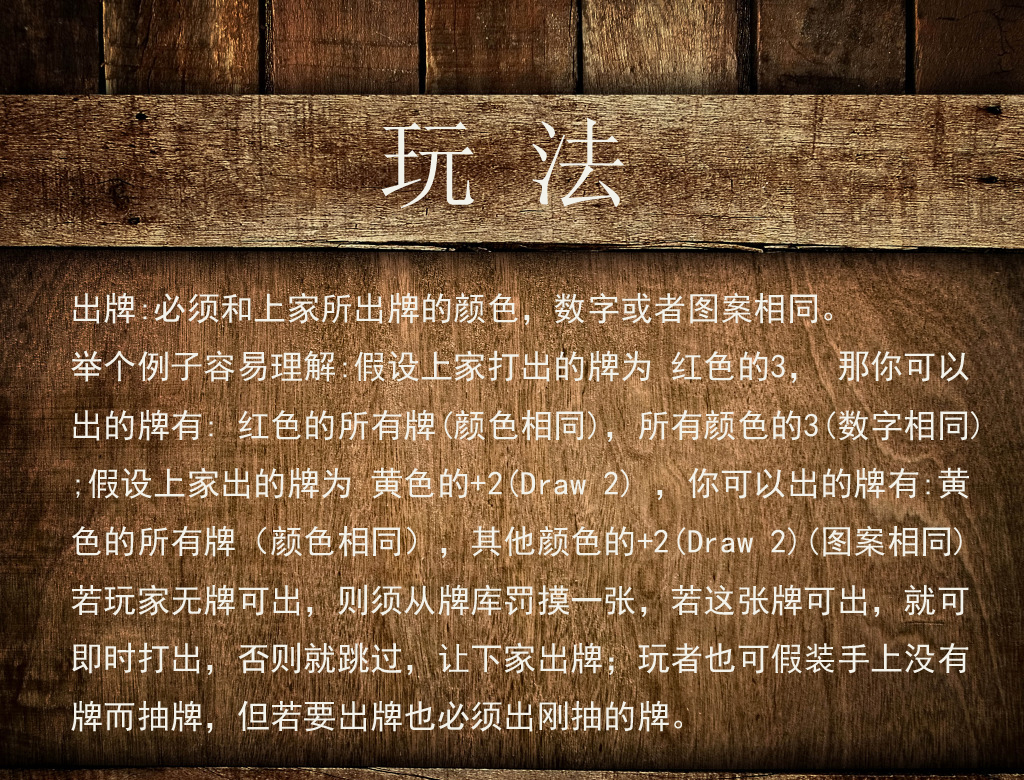 玩 法
出牌:必须和上家所出牌的颜色，数字或者图案相同。
举个例子容易理解:假设上家打出的牌为 红色的3， 那你可以
出的牌有: 红色的所有牌(颜色相同)，所有颜色的3(数字相同)
;假设上家出的牌为 黄色的+2(Draw 2) ，你可以出的牌有:黄
色的所有牌（颜色相同），其他颜色的+2(Draw 2)(图案相同)
若玩家无牌可出，则须从牌库罚摸一张，若这张牌可出，就可
即时打出，否则就跳过，让下家出牌；玩者也可假装手上没有
牌而抽牌，但若要出牌也必须出刚抽的牌。